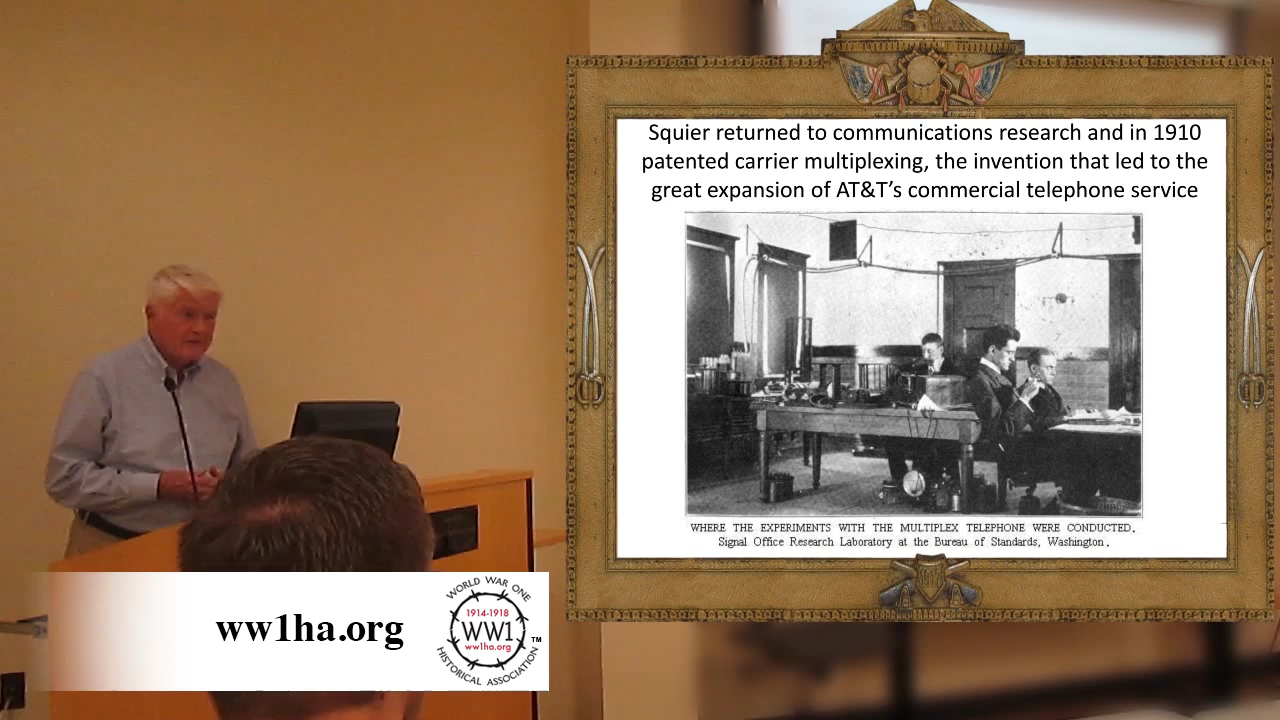 Squier returned to communications research and in 1910
patented carrier multiplexing, the invention that led to the
great expansion of AT&T's commercial telephone service
WHERE THE EXPERIMENTS WITH THE MULTIPLEX TELEPHONE WERE CONDUCTED.
Signal Office Research Laboratory at the Bureau of Standards, Washington.
ww1ha.org
WORLD WAR ONE
1914-1918
WW1
ww1ha.org
HISTORICAL ASSOCIATION
TM